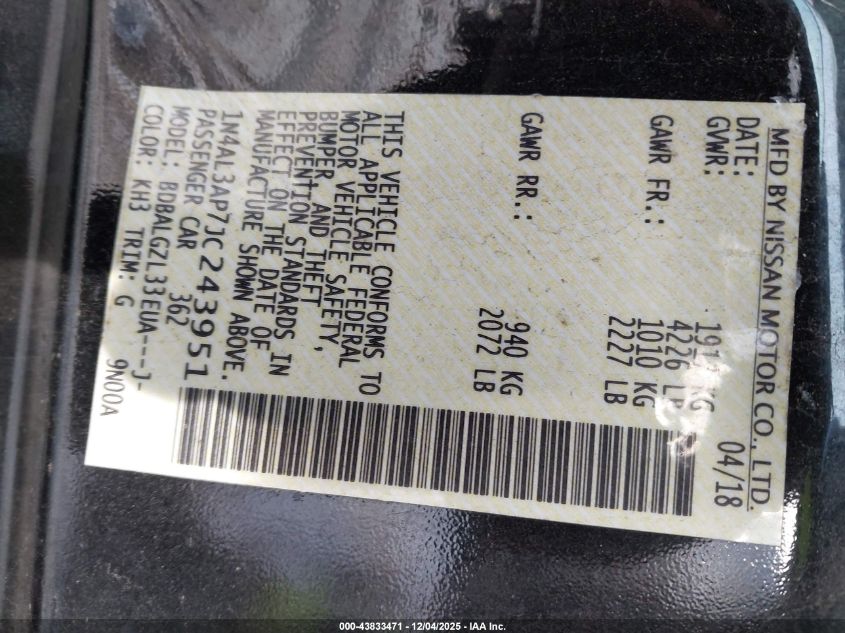 MFD BY NISSAN MOTOR CO., LTD.
DATE: 04/18
GVWR: KG
4226 LB
GAWR FR.: 1010 KG
2227 LB
GAWR RR.: 940 KG
2072 LB
THIS VEHICLE CONFORMS TO
ALL APPLICABLE FEDERAL
MOTOR VEHICLE SAFETY,
BUMPER, AND THEFT
PREVENTION STANDARDS IN
EFFECT ON THE DATE OF
MANUFACTURE SHOWN ABOVE.
1N4AL3AP7JC243951
PASSENGER CAR 362
MODEL: BDBALGZL33EUA---J-
COLOR: KH3 TRIM: G 9N00A
000-43833471 - 12/04/2025 - IAA Inc.